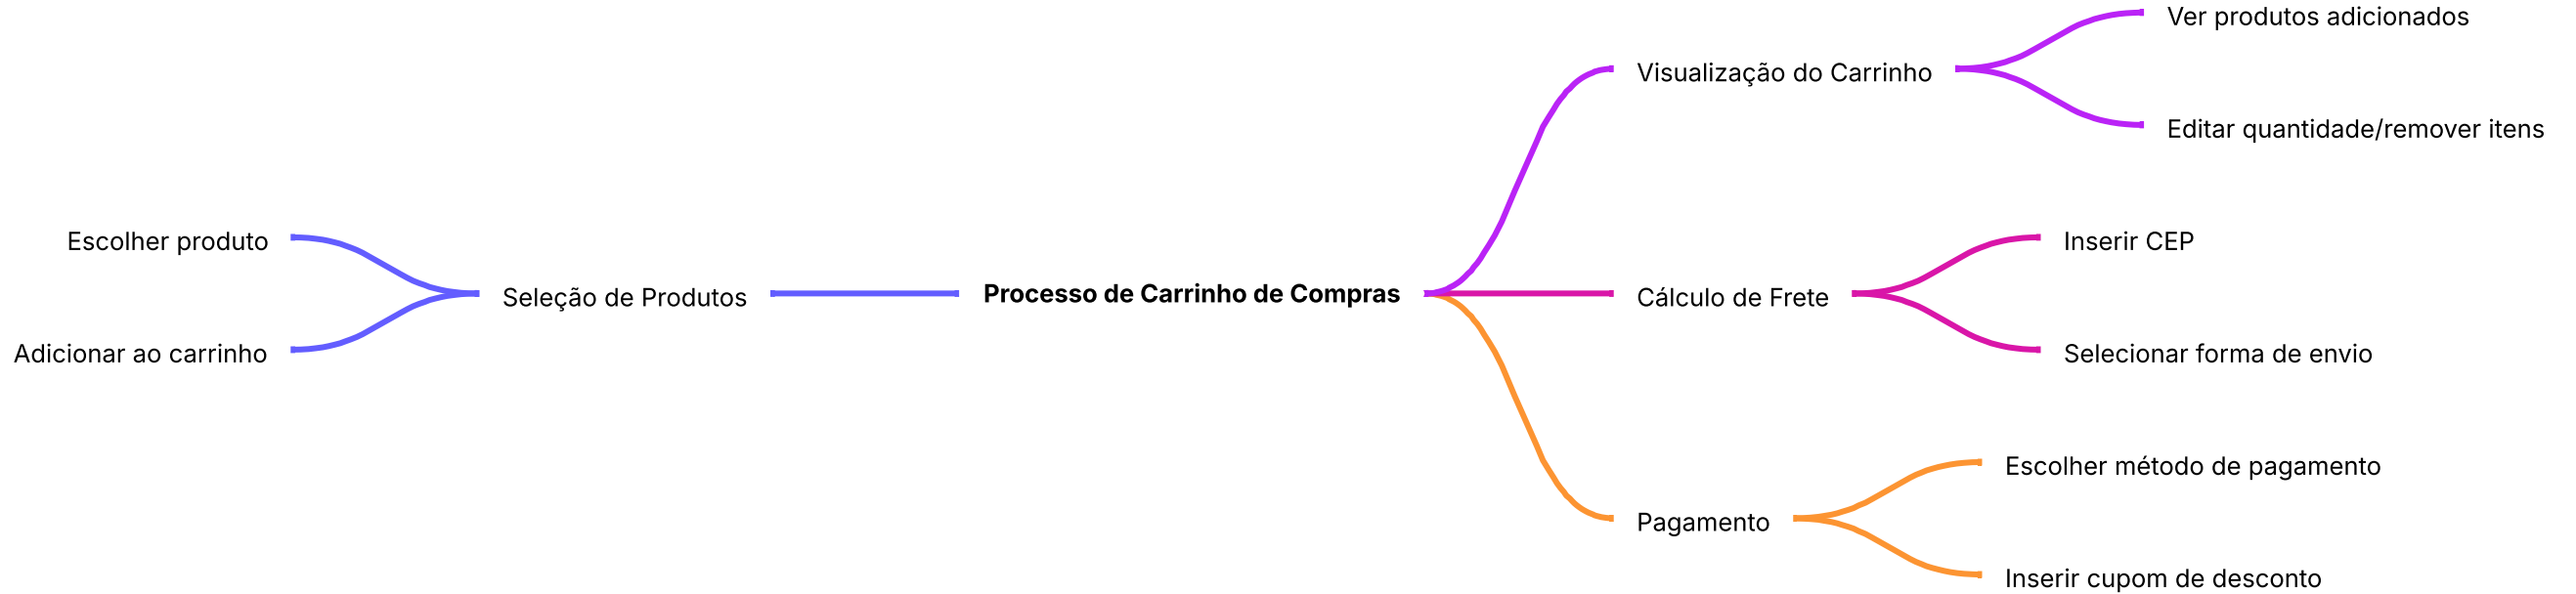 Ver produtos adicionados
Visualização do Carrinho
Editar quantidade/remover itens
Escolher produto
Inserir CEP
Seleção de Produtos
Processo de Carrinho de Compras
Cálculo de Frete
Adicionar ao carrinho
Selecionar forma de envio
Escolher método de pagamento
Pagamento
Inserir cupom de desconto